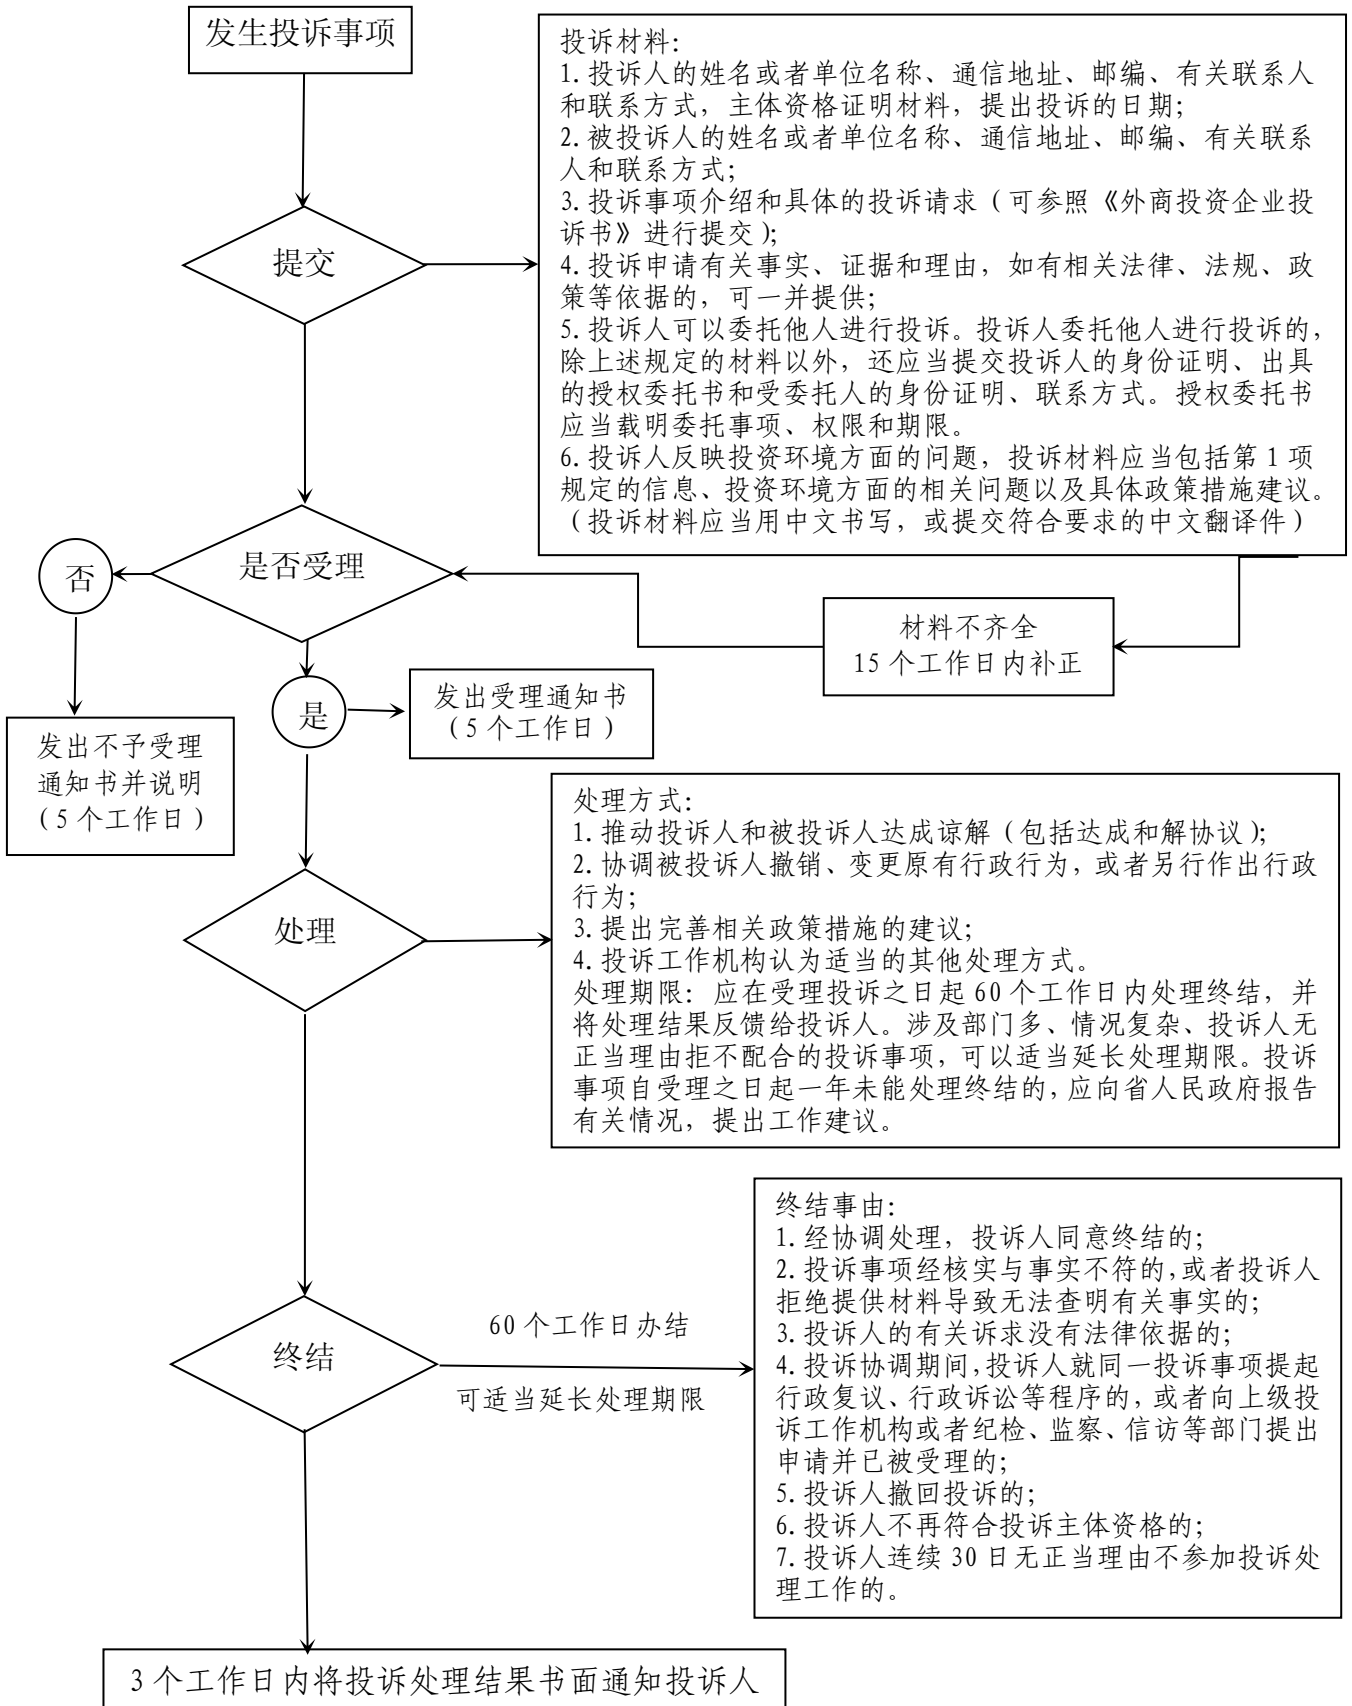 发生投诉事项
投诉材料：
1.投诉人的姓名或者单位名称、通信地址、邮编、有关联系人
和联系方式，主体资格证明材料，提出投诉的日期；
2.被投诉人的姓名或者单位名称、通信地址、邮编、有关联系
人和联系方式；
3.投诉事项介绍和具体的投诉请求（可参照《外商投资企业投
诉书》进行提交）；
4.投诉申请有关事实、证据和理由，如有相关法律、法规、政
策等依据的，可一并提供；
5.投诉人可以委托他人进行投诉。投诉人委托他人进行投诉的，
除上述规定的材料以外，还应当提交投诉人的身份证明、出具
的授权委托书和受委托人的身份证明、联系方式。授权委托书
应当载明委托事项、权限和期限。
6.投诉人反映投资环境方面的问题，投诉材料应当包括第 1 项
规定的信息、投资环境方面的相关问题以及具体政策措施建议。
（投诉材料应当用中文书写，或提交符合要求的中文翻译件）
提交
是否受理
否
材料不齐全
15 个工作日内补正
是
发出受理通知书
（5 个工作日）
发出不予受理
通知书并说明
（5 个工作日）
处理方式：
1.推动投诉人和被投诉人达成谅解（包括达成和解协议）；
2.协调被投诉人撤销、变更原有行政行为，或者另行作出行政
行为；
3.提出完善相关政策措施的建议；
4.投诉工作机构认为适当的其他处理方式。
处理期限：应在受理投诉之日起 60 个工作日内处理终结，并
将处理结果反馈给投诉人。涉及部门多、情况复杂、投诉人无
正当理由拒不配合的投诉事项，可以适当延长处理期限。投诉
事项自受理之日起一年未能处理终结的，应向省人民政府报告
有关情况，提出工作建议。
处理
终结事由：
1.经协调处理，投诉人同意终结的；
2.投诉事项经核实与事实不符的，或者投诉人
拒绝提供材料导致无法查明有关事实的；
3.投诉人的有关诉求没有法律依据的；
4.投诉协调期间，投诉人就同一投诉事项提起
行政复议、行政诉讼等程序的，或者向上级投
诉工作机构或者纪检、监察、信访等部门提出
申请并已被受理的；
5.投诉人撤回投诉的；
6.投诉人不再符合投诉主体资格的；
7.投诉人连续 30 日无正当理由不参加投诉处
理工作的。
终结
60 个工作日办结
可适当延长处理期限
3 个工作日内将投诉处理结果书面通知投诉人